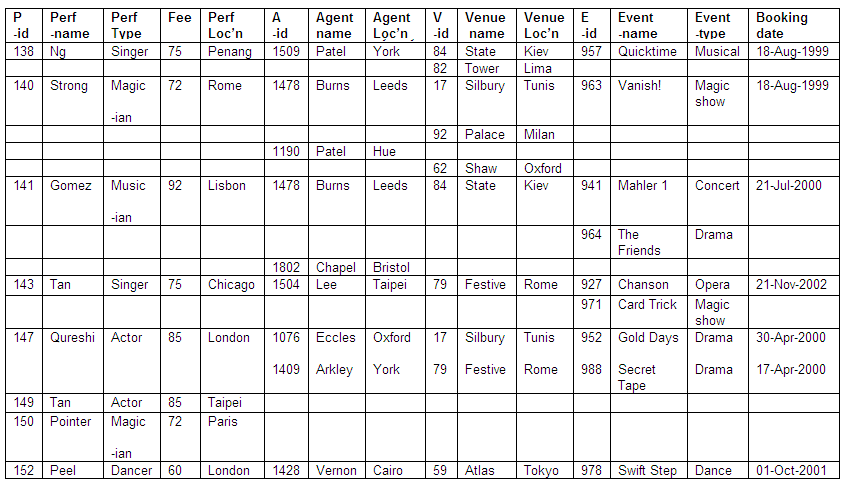 P -id Perf -name Perf Type Fee Perf Loc’n A -id Agent name Agent Loc’n V -id Venue name Venue Loc’n E -id Event -name Event -type Booking date
138 Ng Singer 75 Penang 1509 Patel York 84 State Kiev 957 Quicktime Musical 18-Aug-1999
82 Tower Lima
140 Strong Magic -ian 72 Rome 1478 Burns Leeds 17 Silbury Tunis 963 Vanish! Magic show 18-Aug-1999
92 Palace Milan
1190 Patel Hue
62 Shaw Oxford
141 Gomez Music -ian 92 Lisbon 1478 Burns Leeds 84 State Kiev 941 Mahler 1 Concert 21-Jul-2000
964 The Friends Drama
1802 Chapel Bristol
143 Tan Singer 75 Chicago 1504 Lee Taipei 79 Festive Rome 927 Chanson Opera 21-Nov-2002
971 Card Trick Magic show
147 Qureshi Actor 85 London 1076 Eccles Oxford 17 Silbury Tunis 952 Gold Days Drama 30-Apr-2000
1409 Arkley York 79 Festive Rome 988 Secret Tape Drama 17-Apr-2000
149 Tan Actor 85 Taipei
150 Pointer Magic -ian 72 Paris
152 Peel Dancer 60 London 1428 Vernon Cairo 59 Atlas Tokyo 978 Swift Step Dance 01-Oct-2001